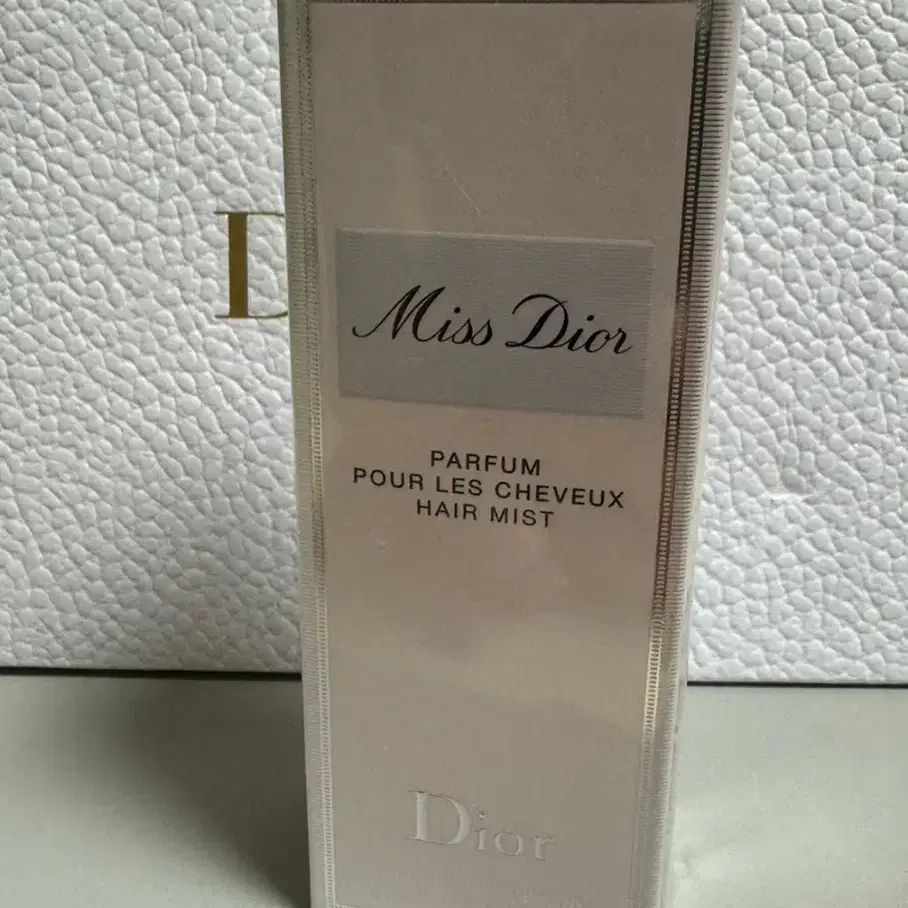 D
Miss Dior
PARFUM
POUR LES CHEVEUX
HAIR MIST
Dior